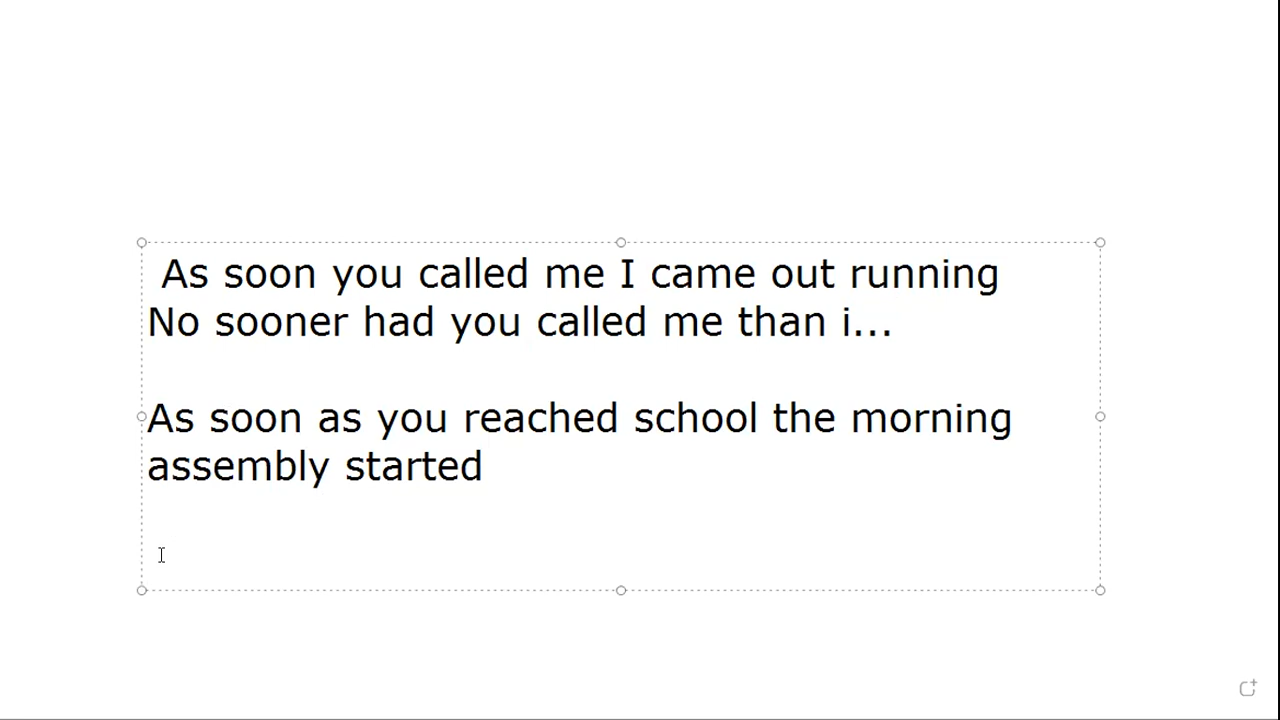 As soon you called me I came out running
No sooner had you called me than i...
As soon as you reached school the morning
assembly started